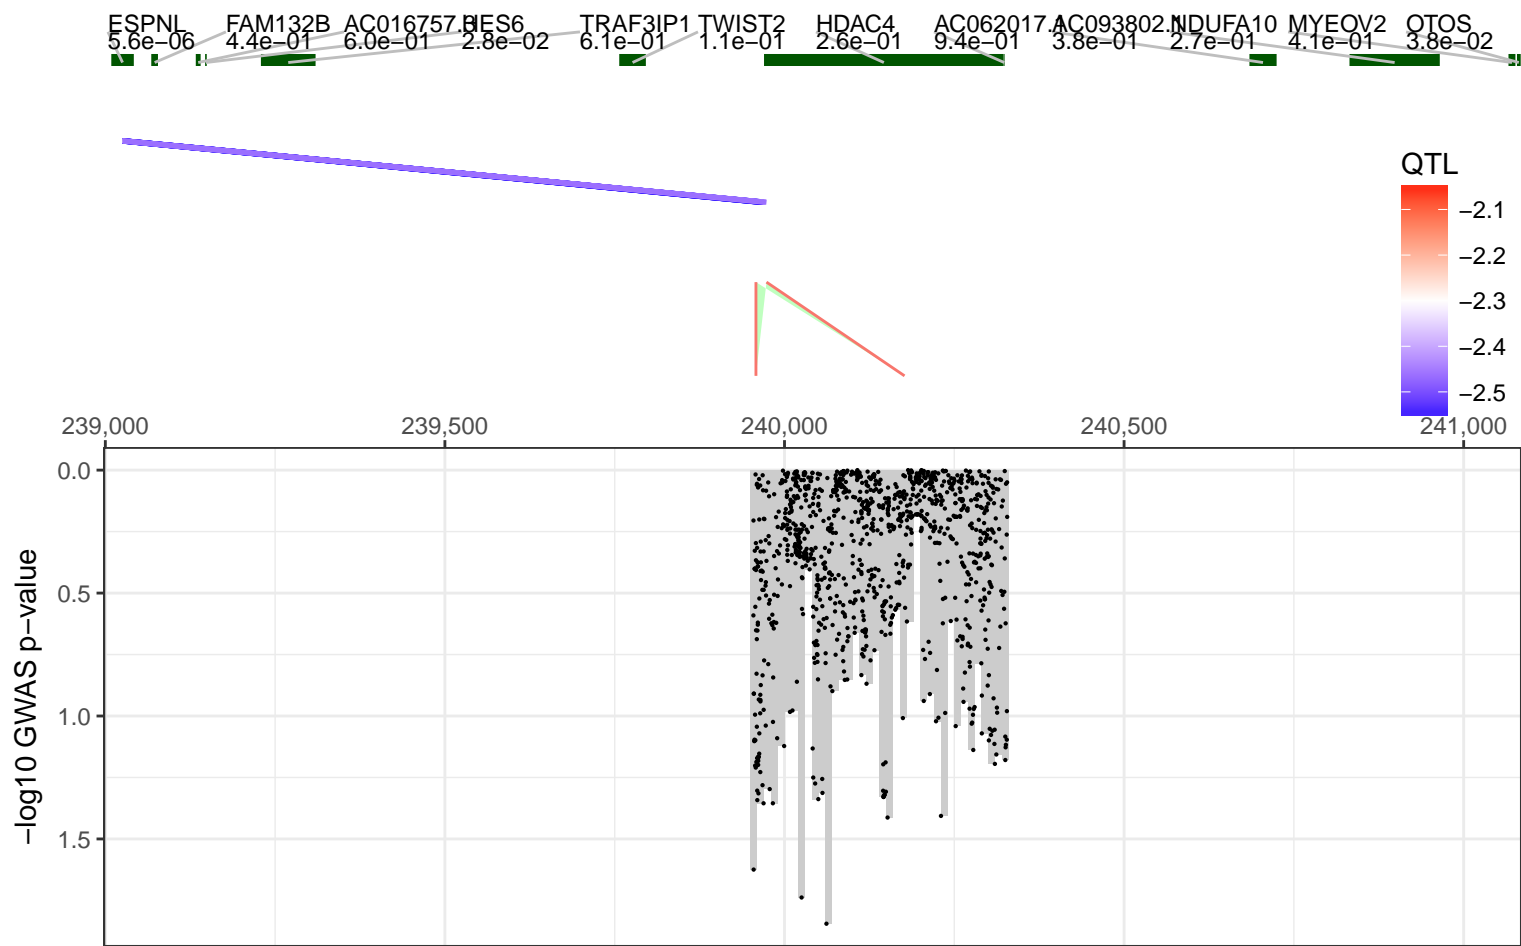 ESPNL FAM132B AC016757.3 HES6 TRAF3IP1 TWIST2 HDAC4 AC062017.1 AC093802.1 NDUFA10 MYEOV2 OTOS
5.6e−06 4.4e−01 6.0e−01 2.8e−02 6.1e−01 1.1e−01 2.6e−01 9.4e−01 3.8e−01 2.7e−01 4.1e−01 3.8e−02
QTL
−2.1
−2.2
−2.3
−2.4
−2.5
239,000 239,500 240,000 240,500 241,000
0.0
0.5
1.0
1.5
−log10 GWAS p−value